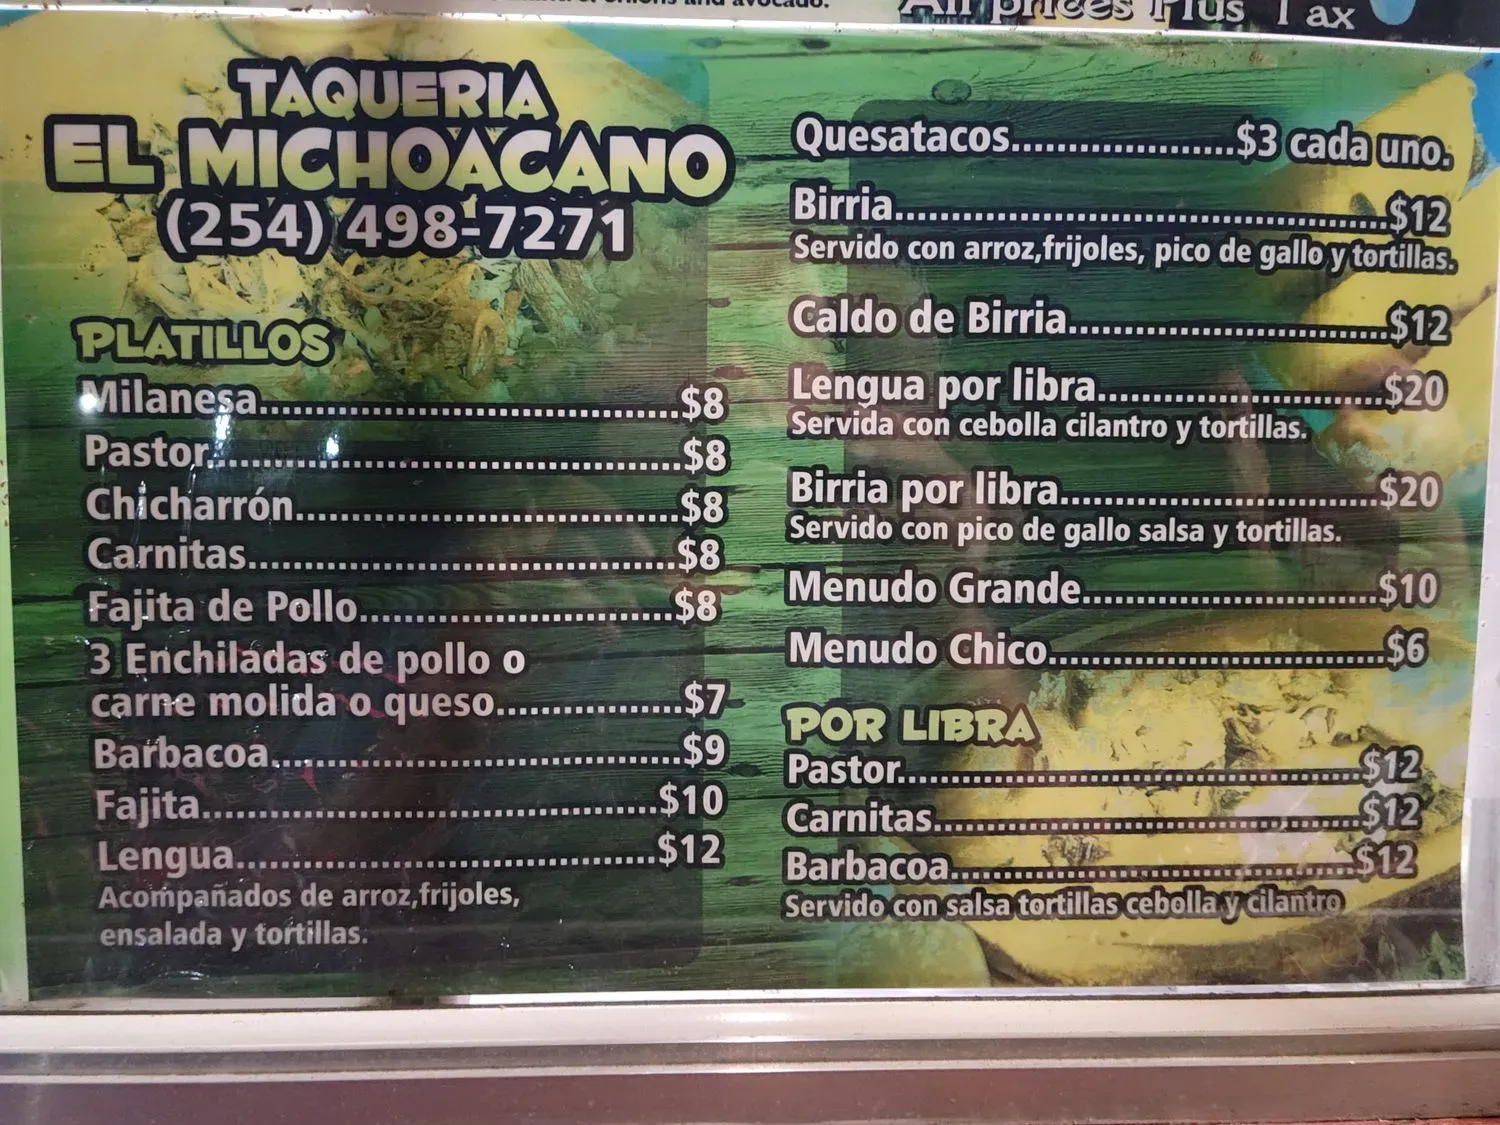 onions and avocado.
All prices Plus Tax
TAQUERIA
EL MICHOACANO
(254) 498-7271
PLATILLOS
Milanesa..........$8
Pastor..........$8
Chicharrón..........$8
Carnitas..........$8
Fajita de Pollo..........$8
3 Enchiladas de pollo o
carne molida o queso..........$7
Barbacoa..........$9
Fajita..........$10
Lengua..........$12
Acompañados de arroz,frijoles,
ensalada y tortillas.
Quesatacos..........$3 cada uno.
Birria..........$12
Servido con arroz,frijoles, pico de gallo y tortillas.
Caldo de Birria..........$12
Lengua por libra..........$20
Servida con cebolla cilantro y tortillas.
Birria por libra..........$20
Servido con pico de gallo salsa y tortillas.
Menudo Grande..........$10
Menudo Chico..........$6
POR LIBRA
Pastor..........$12
Carnitas..........$12
Barbacoa..........$12
Servido con salsa tortillas cebolla y cilantro